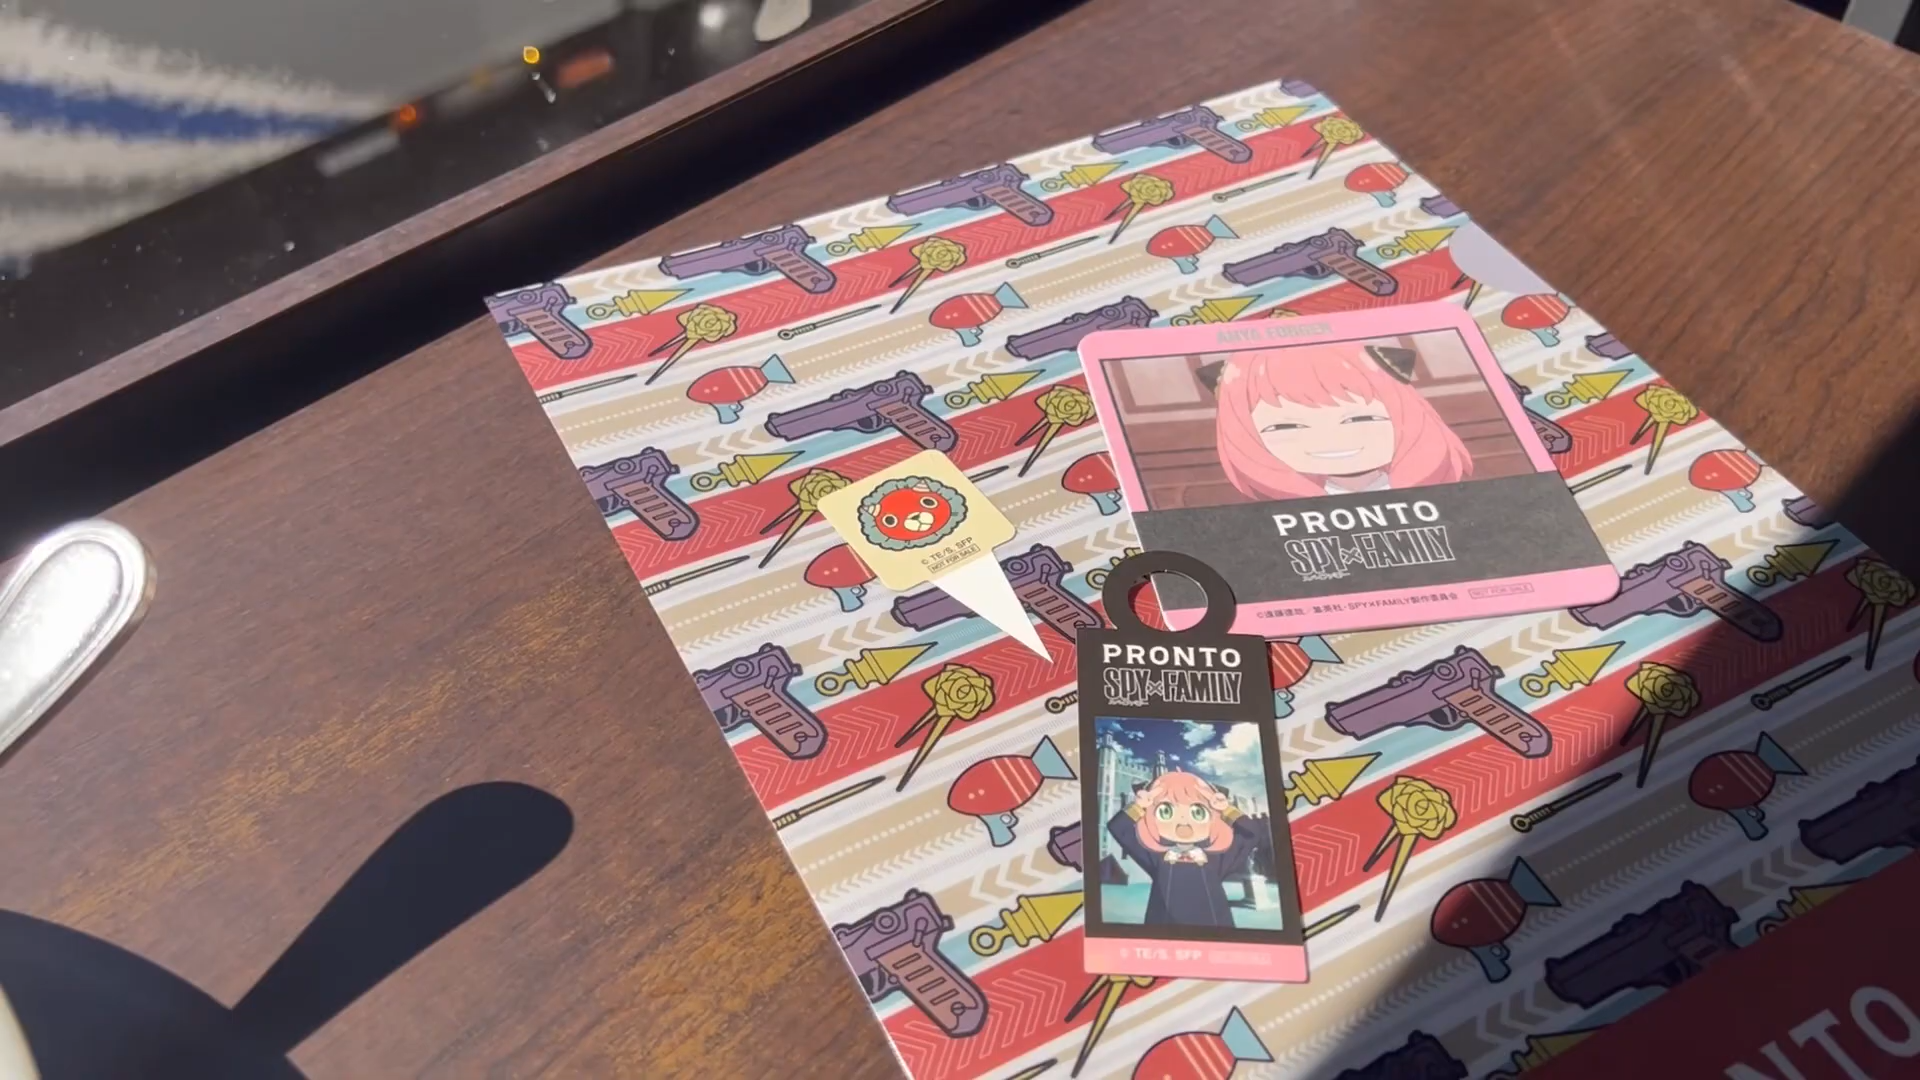 ANYA FORGER
PRONTO
SPY×FAMILY
©遠藤達哉／集英社・SPY×FAMILY製作委員会
NOT FOR SALE
© TE/S, SFP
NOT FOR SALE
PRONTO
SPY×FAMILY
© TE/S, SFP
PRONTO